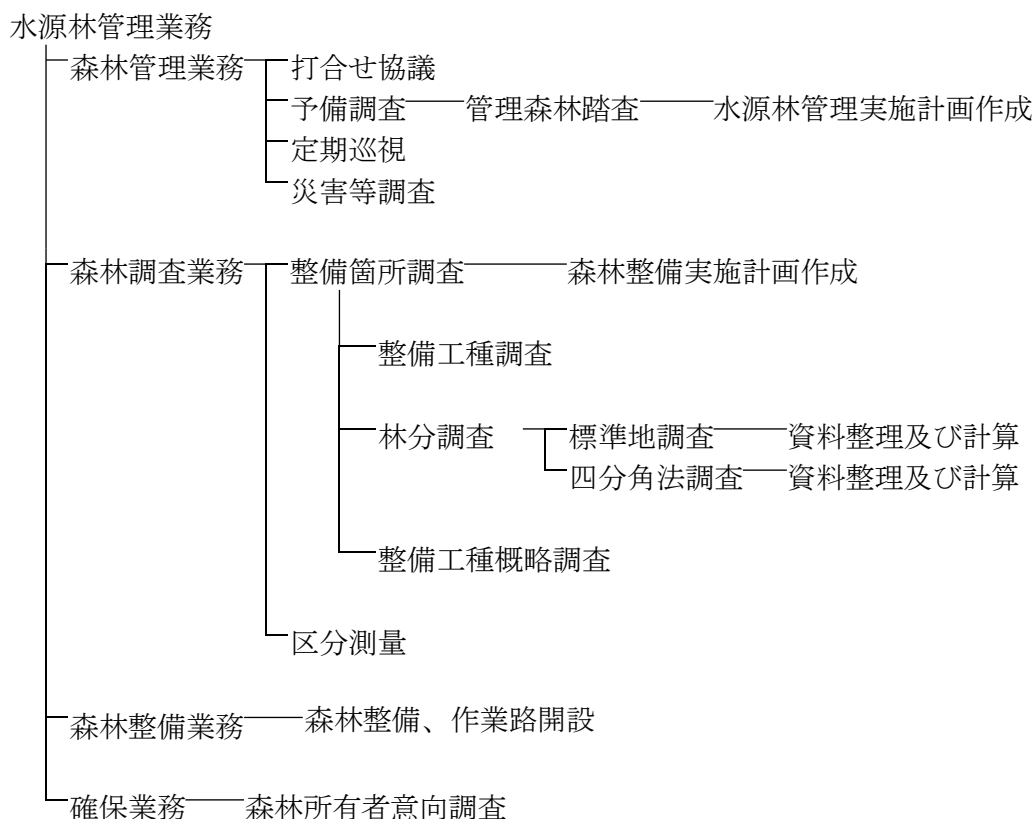 水源林管理業務
森林管理業務 打合せ協議
予備調査 管理森林踏査 水源林管理実施計画作成
定期巡視
災害等調査
森林調査業務 整備箇所調査 森林整備実施計画作成
整備工種調査
林分調査 標準地調査 資料整理及び計算
四分角法調査 資料整理及び計算
整備工種概略調査
区分測量
森林整備業務 森林整備、作業路開設
確保業務 森林所有者意向調査